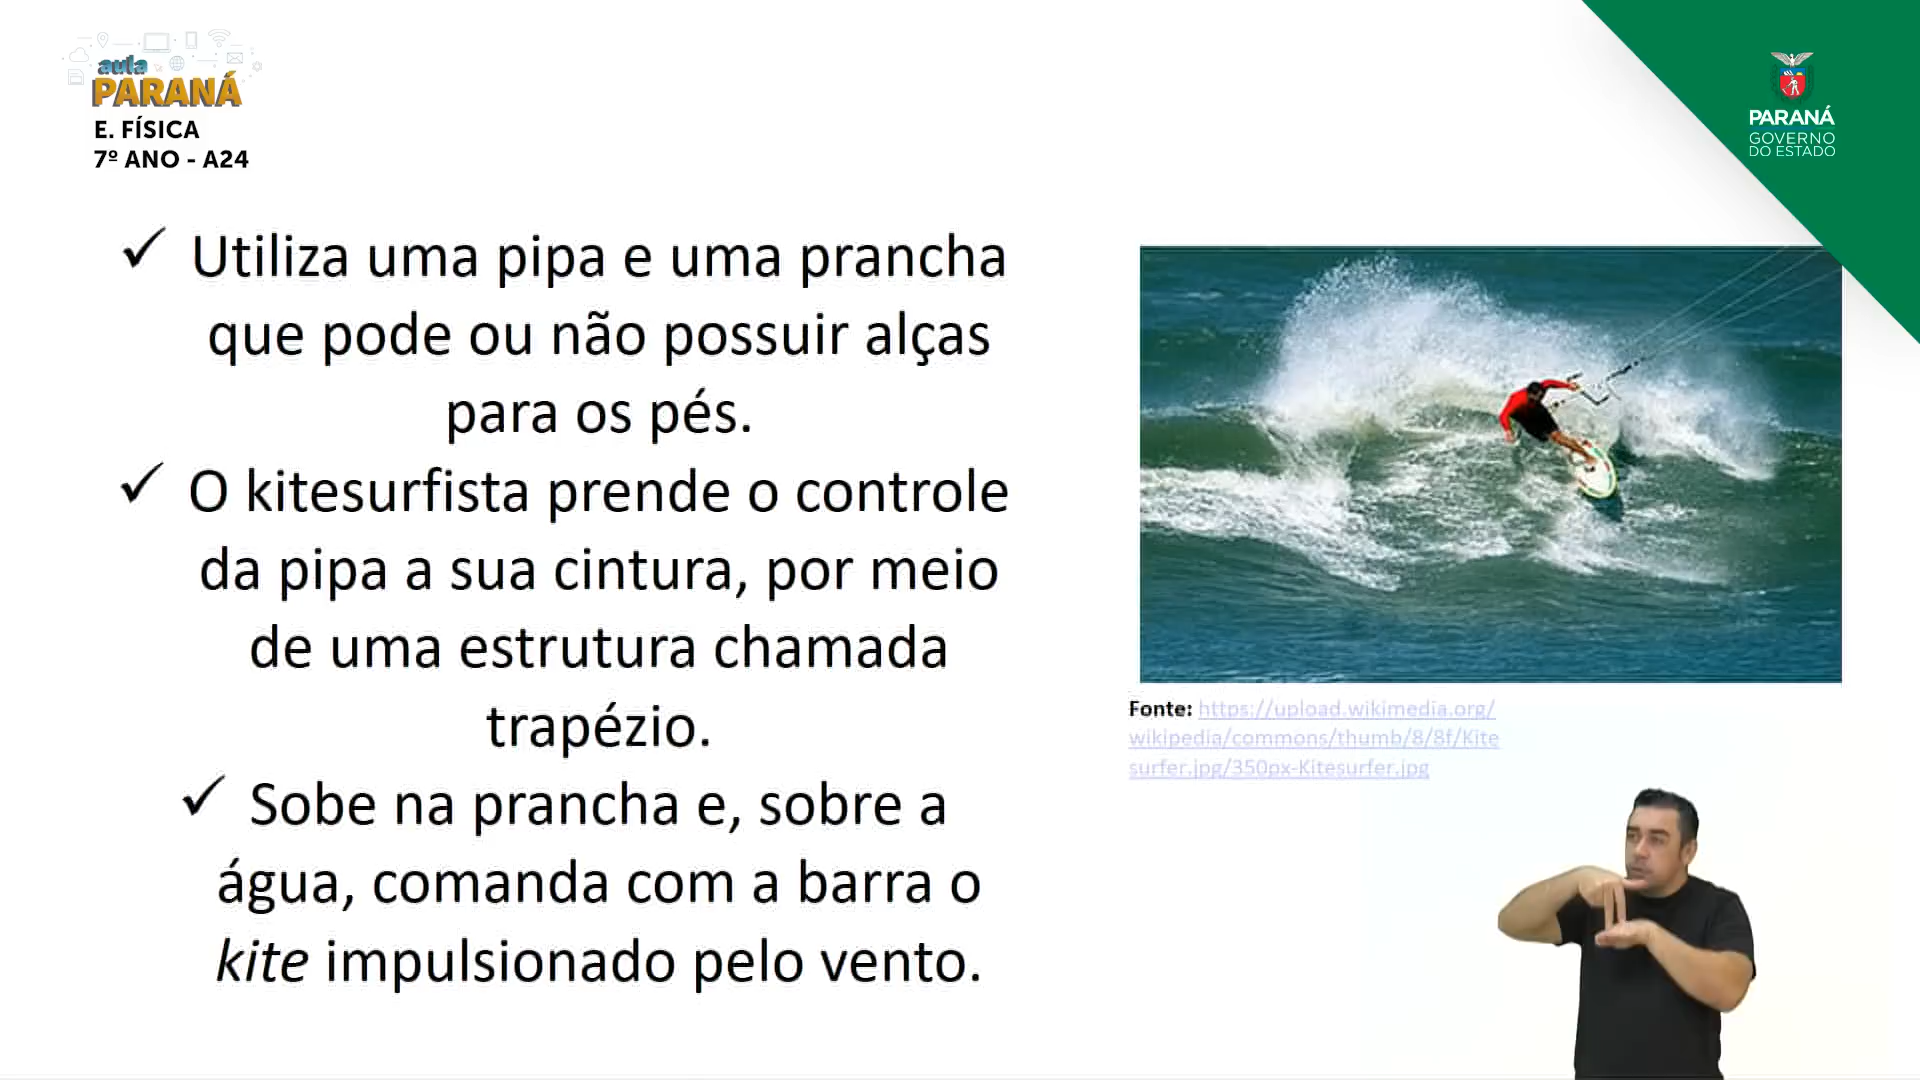 aula
PARANÁ
E. FÍSICA
7º ANO - A24
PARANÁ
GOVERNO
DO ESTADO
✓ Utiliza uma pipa e uma prancha
que pode ou não possuir alças
para os pés.
✓ O kitesurfista prende o controle
da pipa a sua cintura, por meio
de uma estrutura chamada
trapézio.
✓ Sobe na prancha e, sobre a
água, comanda com a barra o
kite impulsionado pelo vento.
Fonte: https://upload.wikimedia.org/
wikipedia/commons/thumb/8/8f/Kite
surfer.jpg/350px-Kitesurfer.jpg